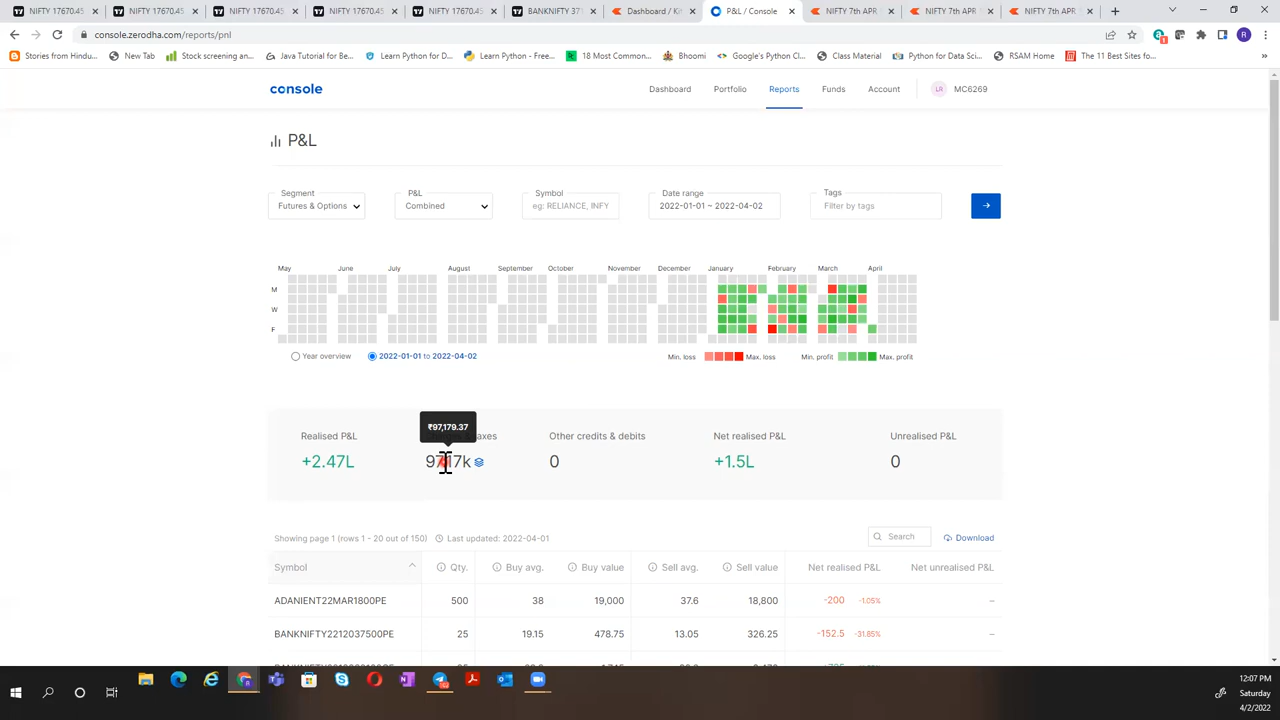 NIFTY 17670.45
NIFTY 17670.45
NIFTY 17670.45
NIFTY 17670.45
NIFTY 17670.45
BANKNIFTY 371
Dashboard / Kit
P&L / Console
NIFTY 7th APR
NIFTY 7th APR
NIFTY 7th APR
console.zerodha.com/reports/pnl
R
Stories from Hindu...
New Tab
Stock screening an...
Java Tutorial for Be...
Learn Python - For D...
Learn Python - Free...
18 Most Common...
Bhoomi
Google's Python Cl...
Class Material
Python for Data Sci...
RSAM Home
The 11 Best Sites fo...
console
Dashboard
Portfolio
Reports
Funds
Account
LR
MC6269
P&L
Segment
P&L
Symbol
Date range
Tags
Futures & Options
Combined
eg: RELIANCE, INFY
2022-01-01 ~ 2022-04-02
Filter by tags
May June July August September October November December January February March April
M
W
F
Year overview
2022-01-01 to 2022-04-02
Min. loss
Max. loss
Min. profit
Max. profit
₹97,179.37
Realised P&L
Other credits & debits
Net realised P&L
Unrealised P&L
+2.47L
0
+1.5L
0
Showing page 1 (rows 1 - 20 out of 150)
Last updated: 2022-04-01
Search
Download
Symbol Qty. Buy avg. Buy value Sell avg. Sell value Net realised P&L Net unrealised P&L
ADANIENT22MAR1800PE 500 38 19,000 37.6 18,800 -200 -1.05% –
BANKNIFTY2212037500PE 25 19.15 478.75 13.05 326.25 -152.5 -31.85% –
12:07 PM
Saturday
4/2/2022